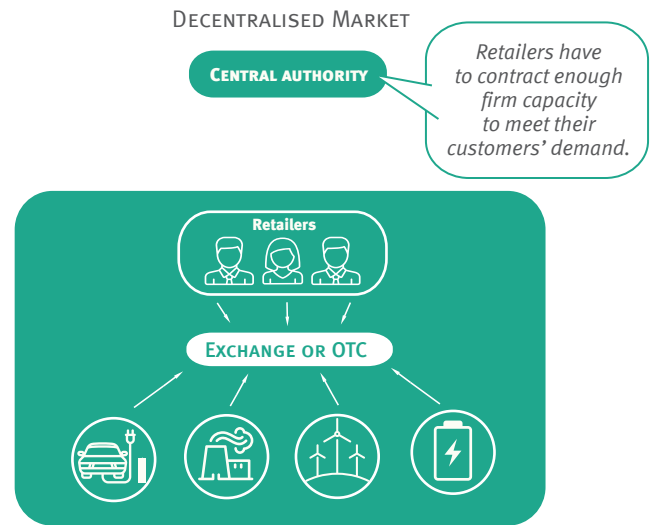 Decentralised Market
Central authority
Retailers have
to contract enough
firm capacity
to meet their
customers' demand.
Retailers
Exchange or OTC